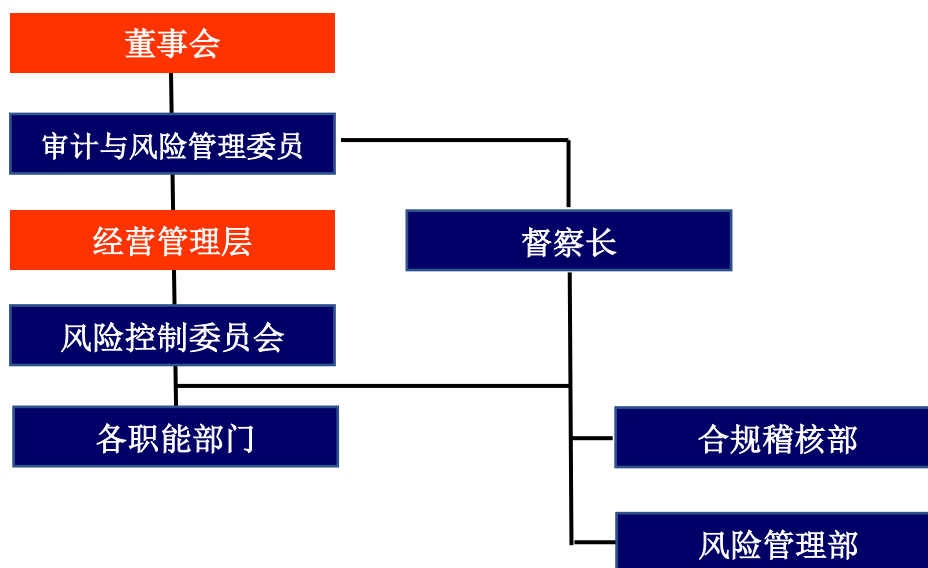 董事会
审计与风险管理委员
经营管理层
督察长
风险控制委员会
各职能部门
合规稽核部
风险管理部